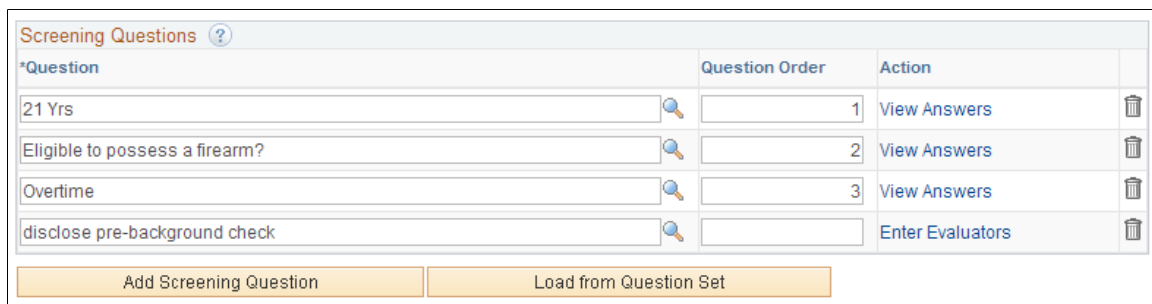 Screening Questions ?
*Question Question Order Action
21 Yrs 1 View Answers
Eligible to possess a firearm? 2 View Answers
Overtime 3 View Answers
disclose pre-background check Enter Evaluators
Add Screening Question Load from Question Set